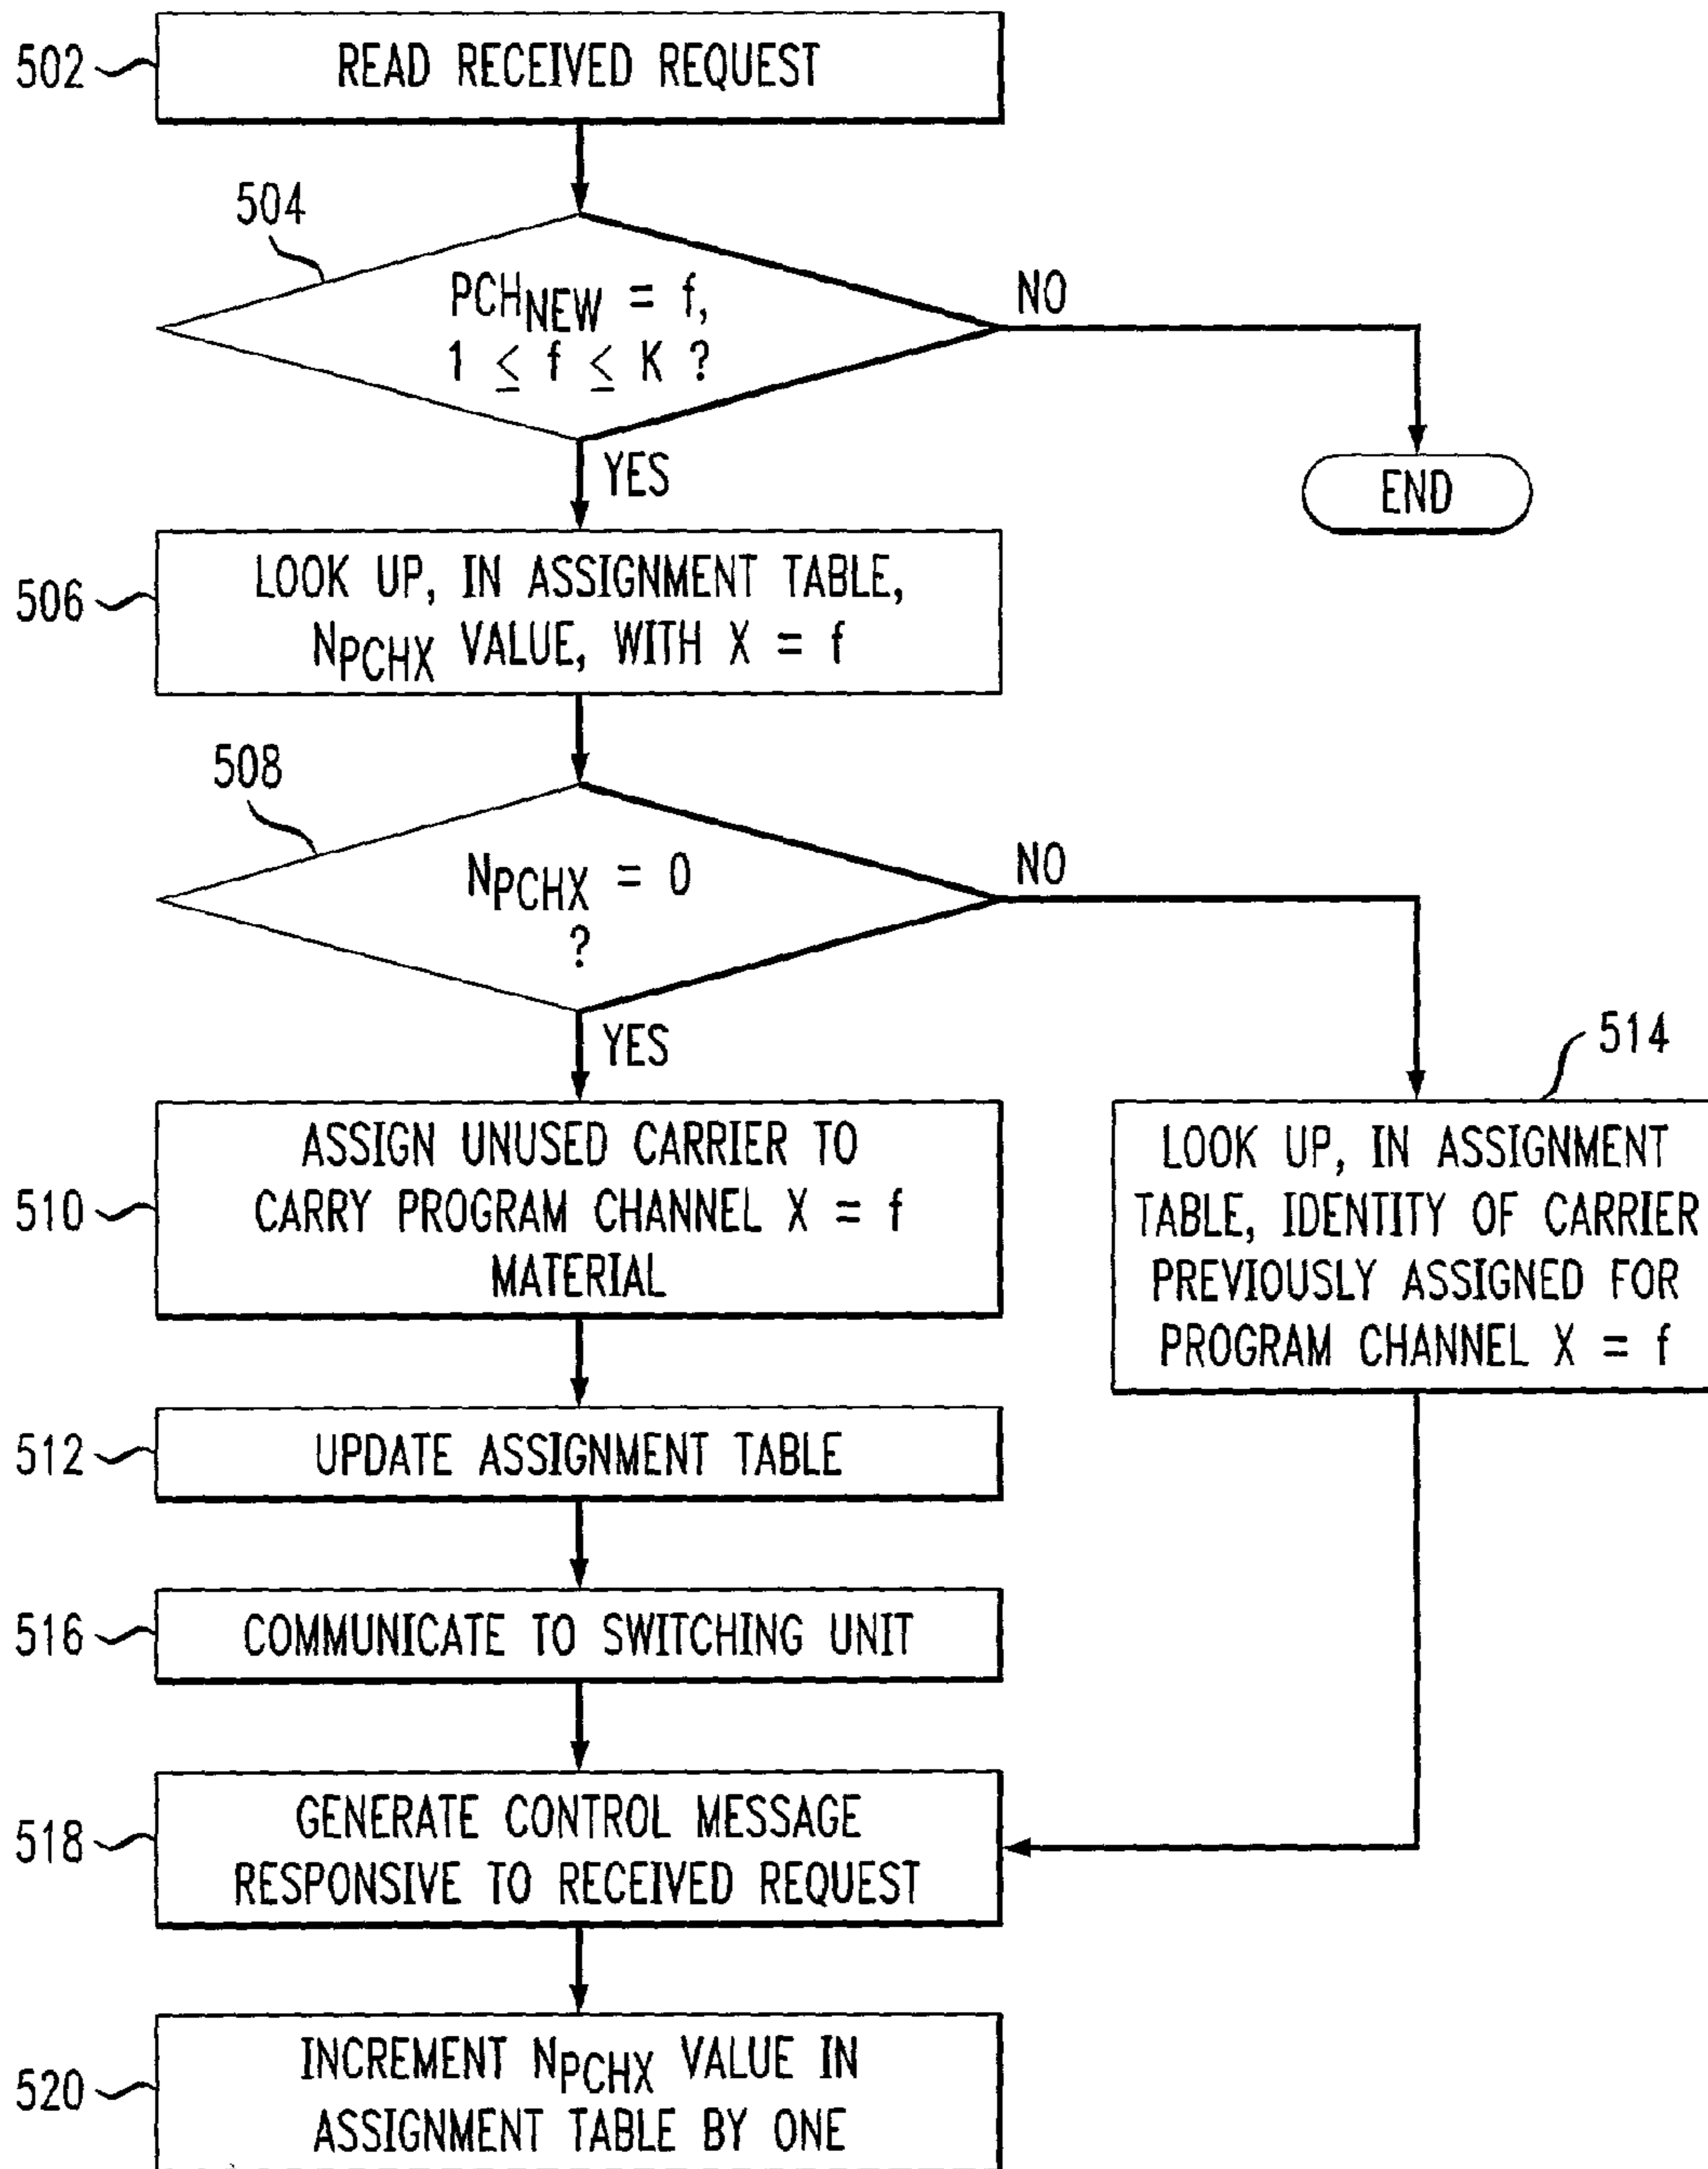 502
READ RECEIVED REQUEST
504
PCHNEW = f,
1 ≤ f ≤ K ?
NO
YES
END
506
LOOK UP, IN ASSIGNMENT TABLE,
NPCHX VALUE, WITH X = f
508
NPCHX = 0
?
NO
YES
510
ASSIGN UNUSED CARRIER TO
CARRY PROGRAM CHANNEL X = f
MATERIAL
514
LOOK UP, IN ASSIGNMENT
TABLE, IDENTITY OF CARRIER
PREVIOUSLY ASSIGNED FOR
PROGRAM CHANNEL X = f
512
UPDATE ASSIGNMENT TABLE
516
COMMUNICATE TO SWITCHING UNIT
518
GENERATE CONTROL MESSAGE
RESPONSIVE TO RECEIVED REQUEST
520
INCREMENT NPCHX VALUE IN
ASSIGNMENT TABLE BY ONE